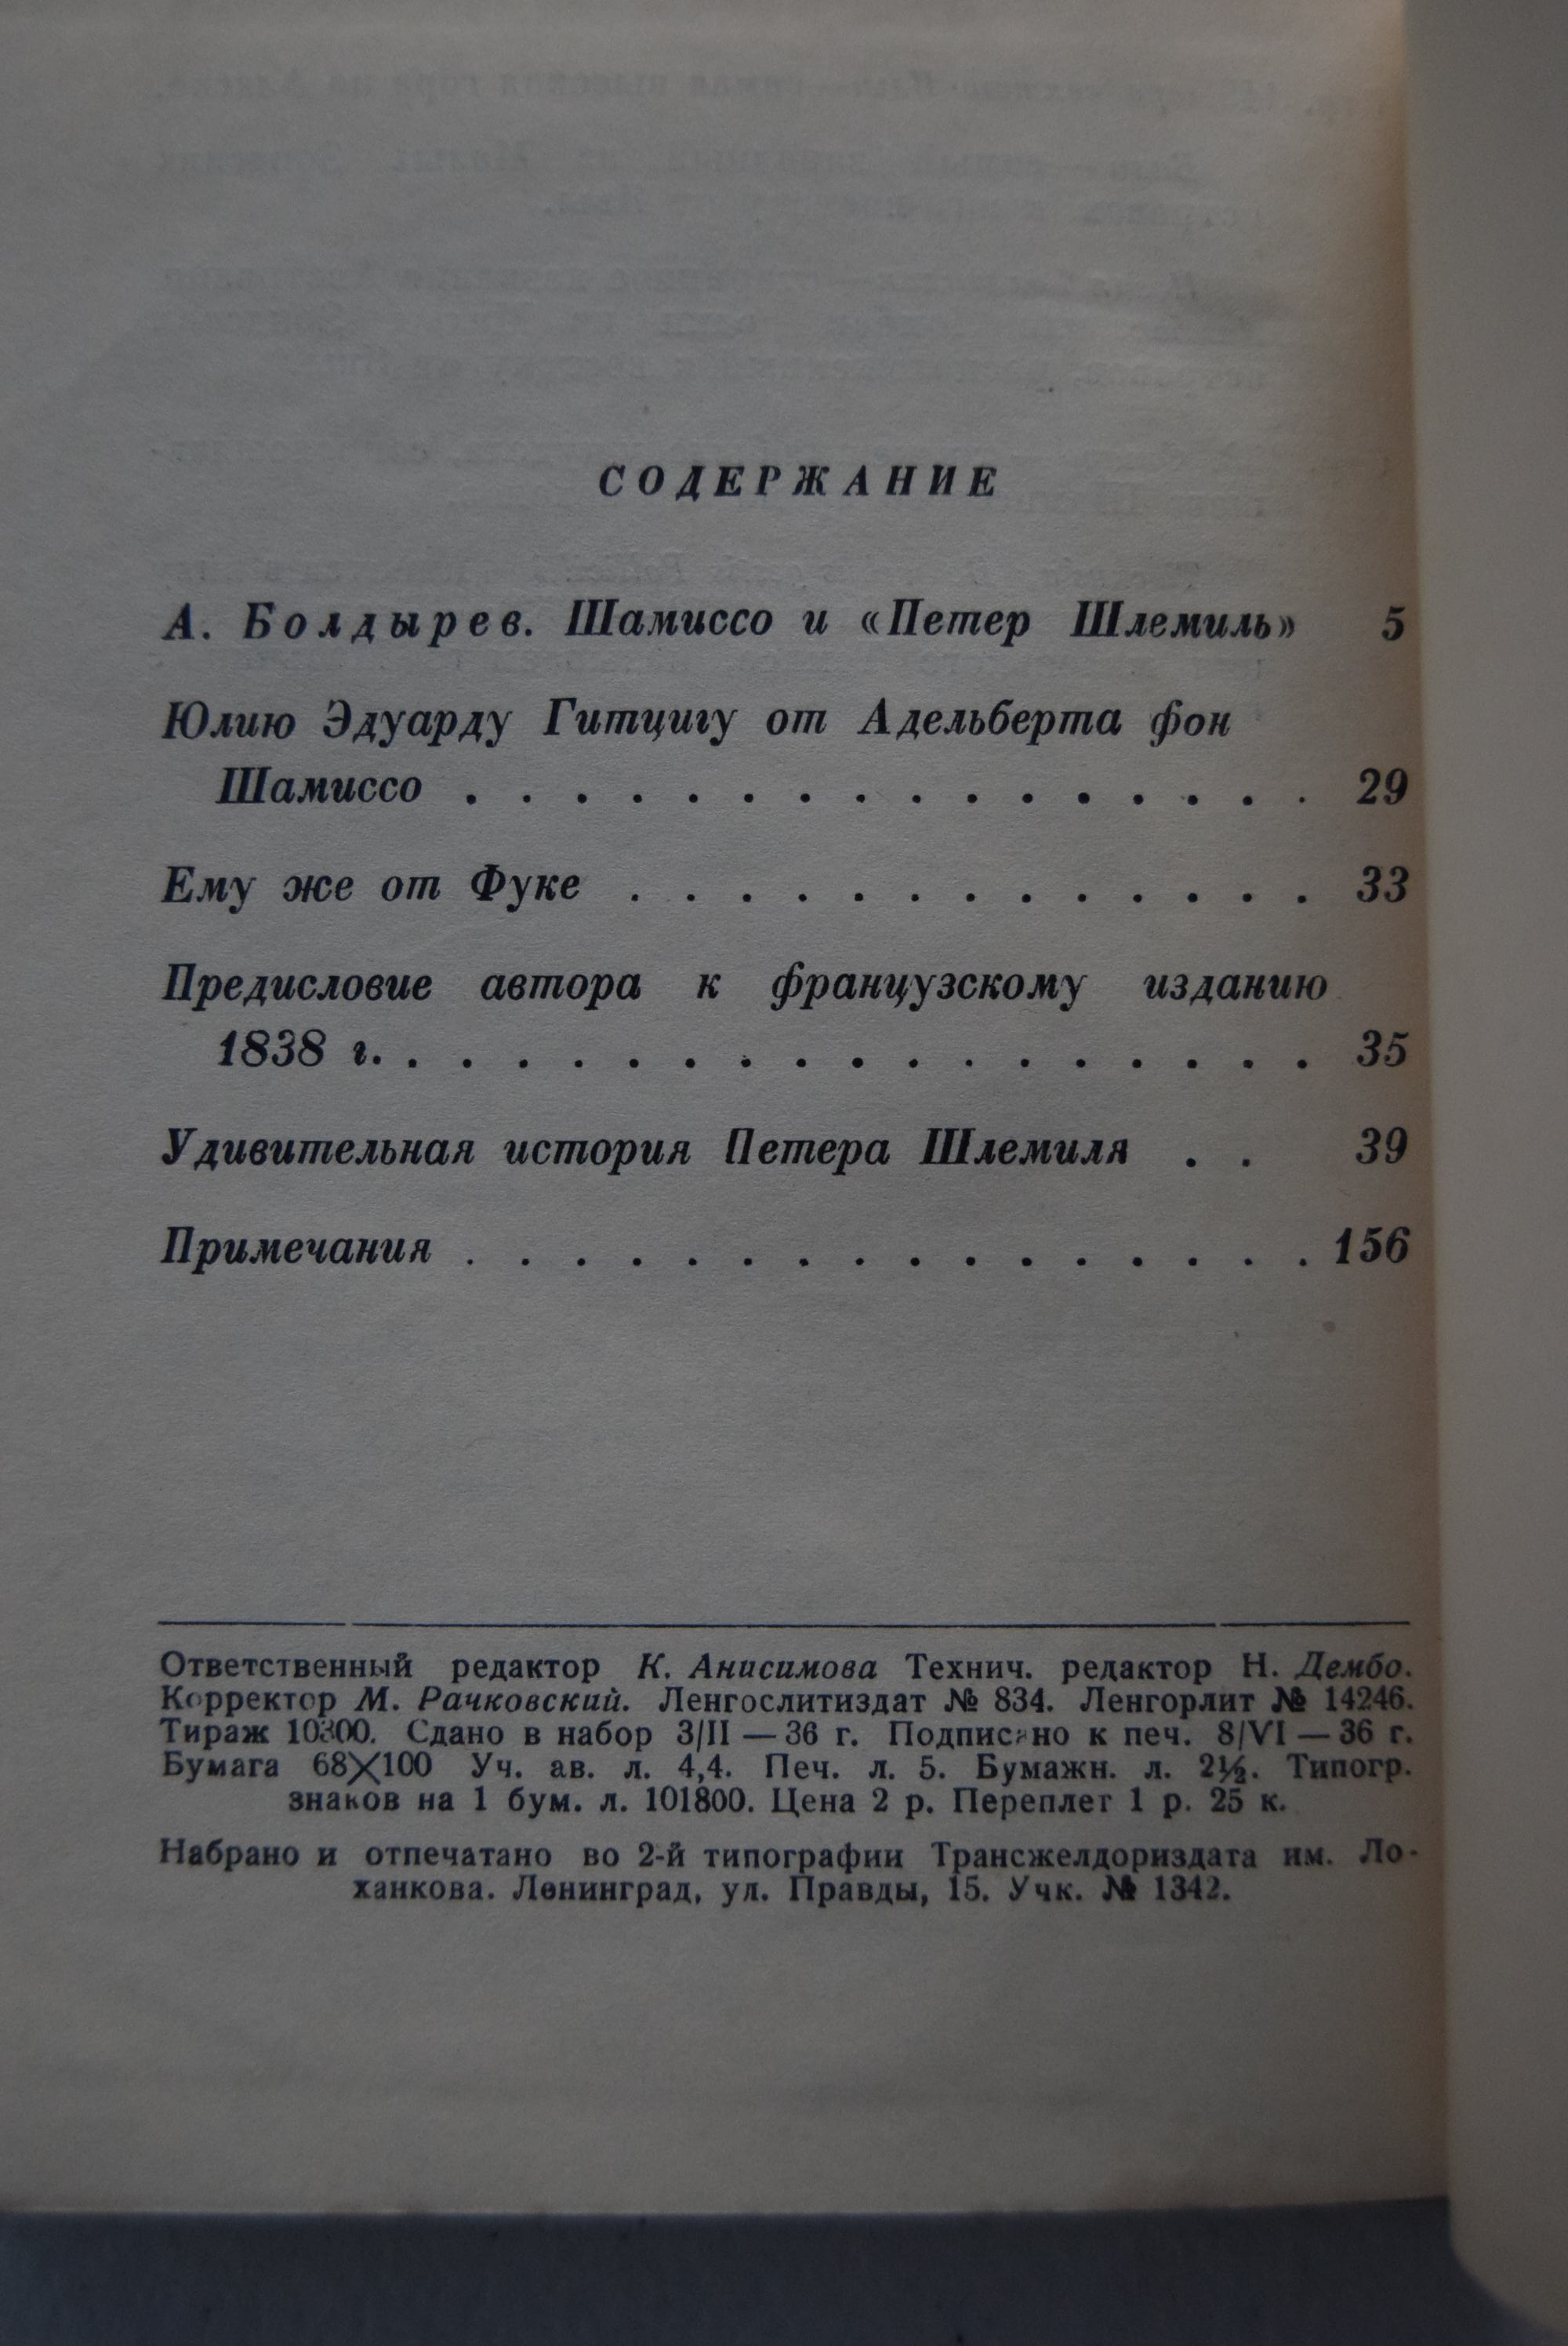 СОДЕРЖАНИЕ
А. Болдырев. Шамиссо и «Петер Шлемиль» 5
Юлию Эдуарду Гитцигу от Адельберта фон
Шамиссо . . . . . . . . . . . . . . . . 29
Ему же от Фуке . . . . . . . . . . . . . 33
Предисловие автора к французскому изданию
1838 г. . . . . . . . . . . . . . . . . . 35
Удивительная история Петера Шлемиля . . 39
Примечания . . . . . . . . . . . . . . . . 156
Ответственный редактор К. Анисимова Технич. редактор Н. Дембо.
Корректор М. Рачковский. Ленгослитиздат № 834. Ленгорлит № 14246.
Тираж 10300. Сдано в набор 3/II — 36 г. Подписано к печ. 8/VI — 36 г.
Бумага 68×100 Уч. ав. л. 4,4. Печ. л. 5. Бумажн. л. 2½. Типогр.
знаков на 1 бум. л. 101800. Цена 2 р. Переплет 1 р. 25 к.
Набрано и отпечатано во 2-й типографии Трансжелдориздата им. Ло-
ханкова. Ленинград, ул. Правды, 15. Учк. № 1342.